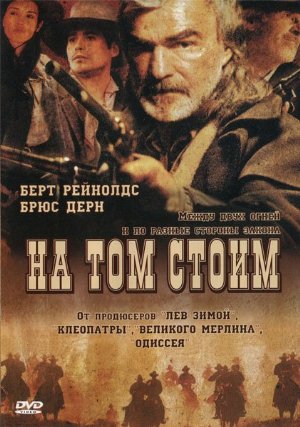 БЕРТ РЕЙНОЛДС
БРЮС ДЕРН
МЕЖДУ ДВУХ ОГНЕЙ
И ПО РАЗНЫЕ СТОРОНЫ ЗАКОНА
НА ТОМ СТОИМ
ОТ ПРОДЮСЕРОВ "ЛЕВ ЗИМОЙ",
"КЛЕОПАТРЫ", "ВЕЛИКОГО МЕРЛИНА",
"ОДИССЕЯ"
DVD
VIDEO